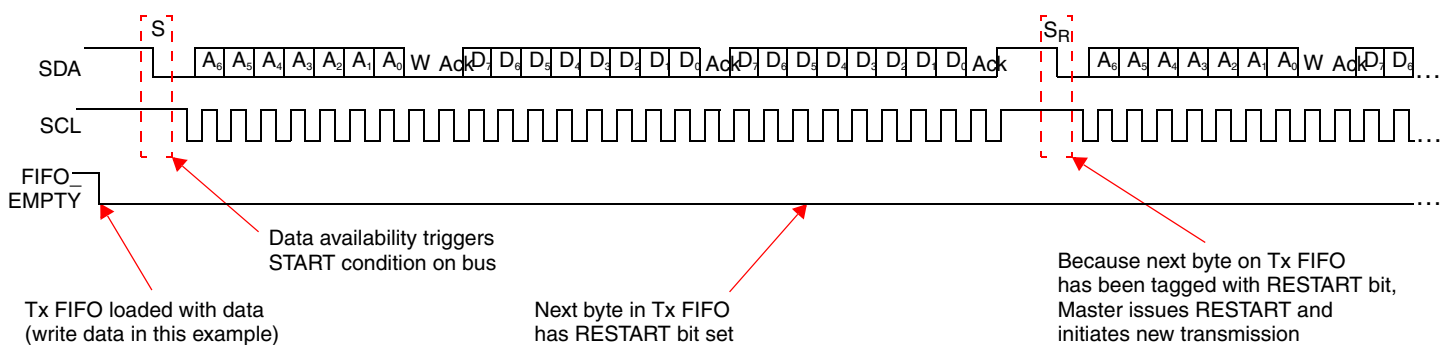 S
S_R
SDA A₆ A₅ A₄ A₃ A₂ A₁ A₀ W Ack D₇ D₆ D₅ D₄ D₃ D₂ D₁ D₀ Ack D₇ D₆ D₅ D₄ D₃ D₂ D₁ D₀ Ack A₆ A₅ A₄ A₃ A₂ A₁ A₀ W Ack D₇ D₆ ...
SCL ...
FIFO_
EMPTY ...
Data availability triggers
START condition on bus
Tx FIFO loaded with data
(write data in this example)
Next byte in Tx FIFO
has RESTART bit set
Because next byte on Tx FIFO
has been tagged with RESTART bit,
Master issues RESTART and
initiates new transmission